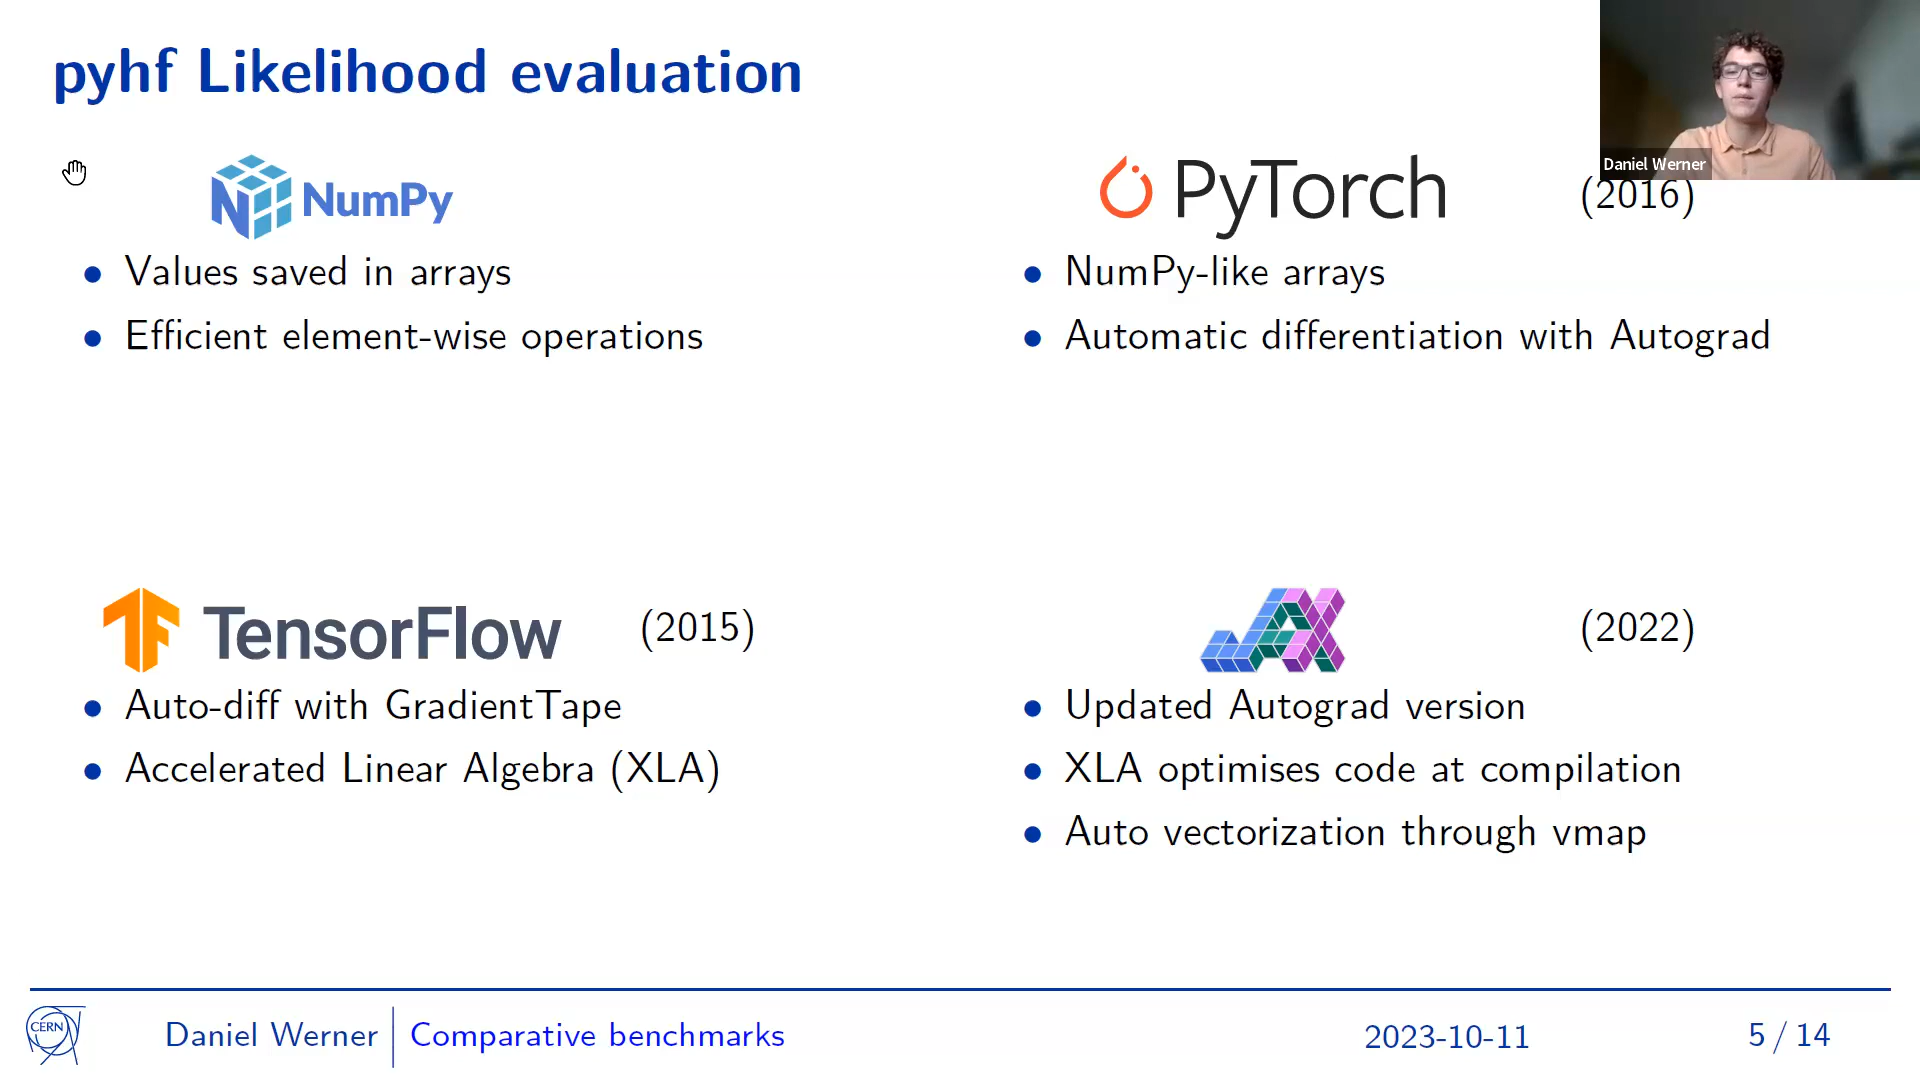 pyhf Likelihood evaluation
Daniel Werner
NumPy
• Values saved in arrays
• Efficient element-wise operations
PyTorch (2016)
• NumPy-like arrays
• Automatic differentiation with Autograd
TensorFlow (2015)
• Auto-diff with GradientTape
• Accelerated Linear Algebra (XLA)
JAX (2022)
• Updated Autograd version
• XLA optimises code at compilation
• Auto vectorization through vmap
CERN
Daniel Werner | Comparative benchmarks 2023-10-11 5 / 14